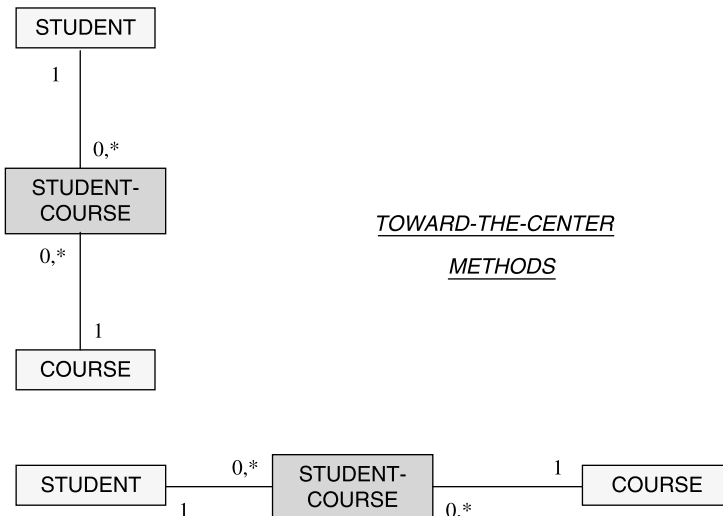 STUDENT
1
0,*
STUDENT-
COURSE
0,*
1
COURSE
TOWARD-THE-CENTER
METHODS
STUDENT
1
0,*
STUDENT-
COURSE
0,*
1
COURSE